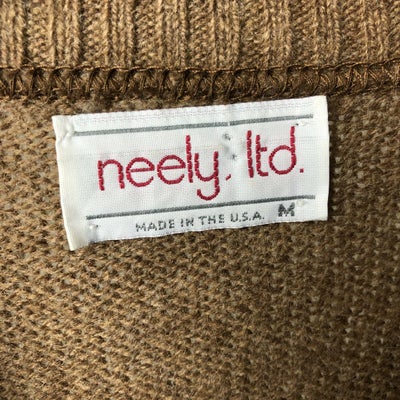 neely, ltd.
MADE IN THE U.S.A. M